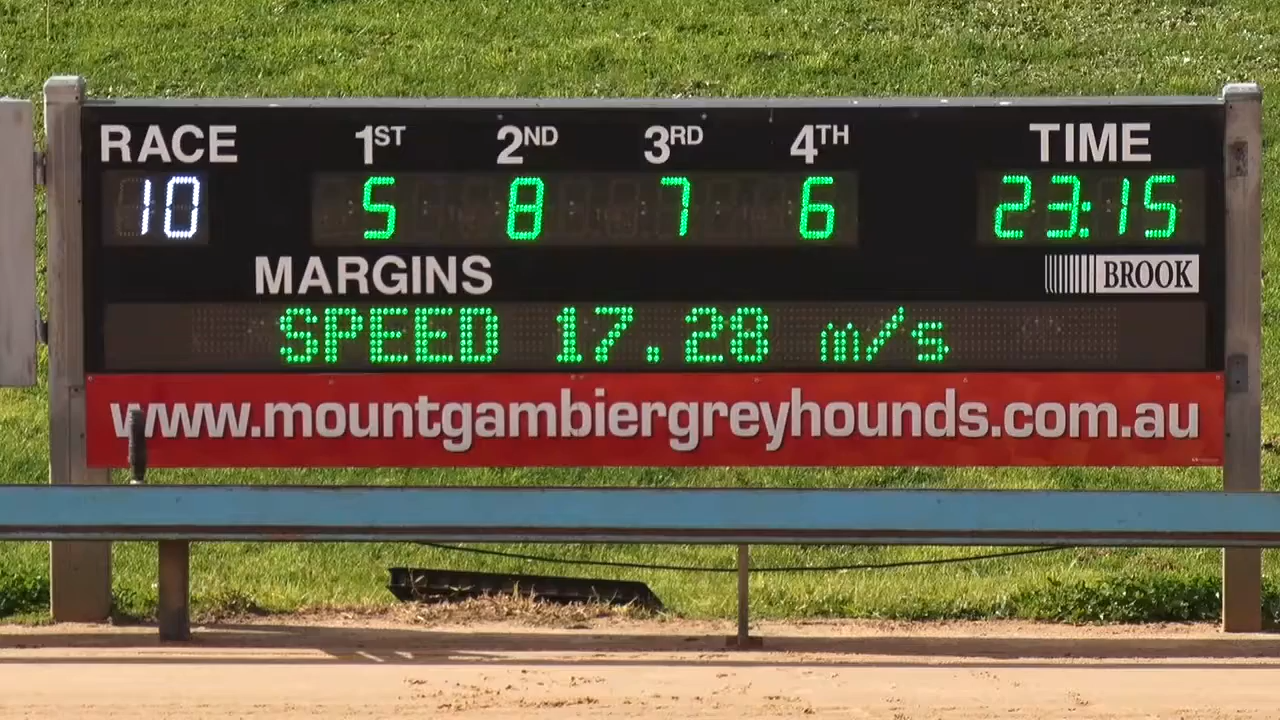 RACE 1ST 2ND 3RD 4TH TIME
10 5 8 7 6 23:15
MARGINS BROOK
SPEED 17.28 m/s
www.mountgambiergreyhounds.com.au